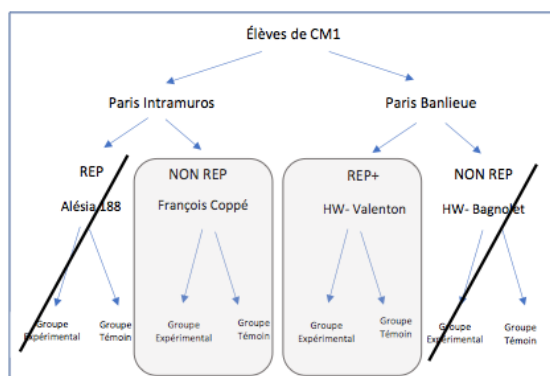 Élèves de CM1
Paris Intramuros
Paris Banlieue
REP
NON REP
REP+
NON REP
Alésia 188
François Coppé
HW- Valenton
HW- Bagnolet
Groupe
Expérimental
Groupe
Témoin
Groupe
Expérimental
Groupe
Témoin
Groupe
Expérimental
Groupe
Témoin
Groupe
Expérimental
Groupe
Témoin